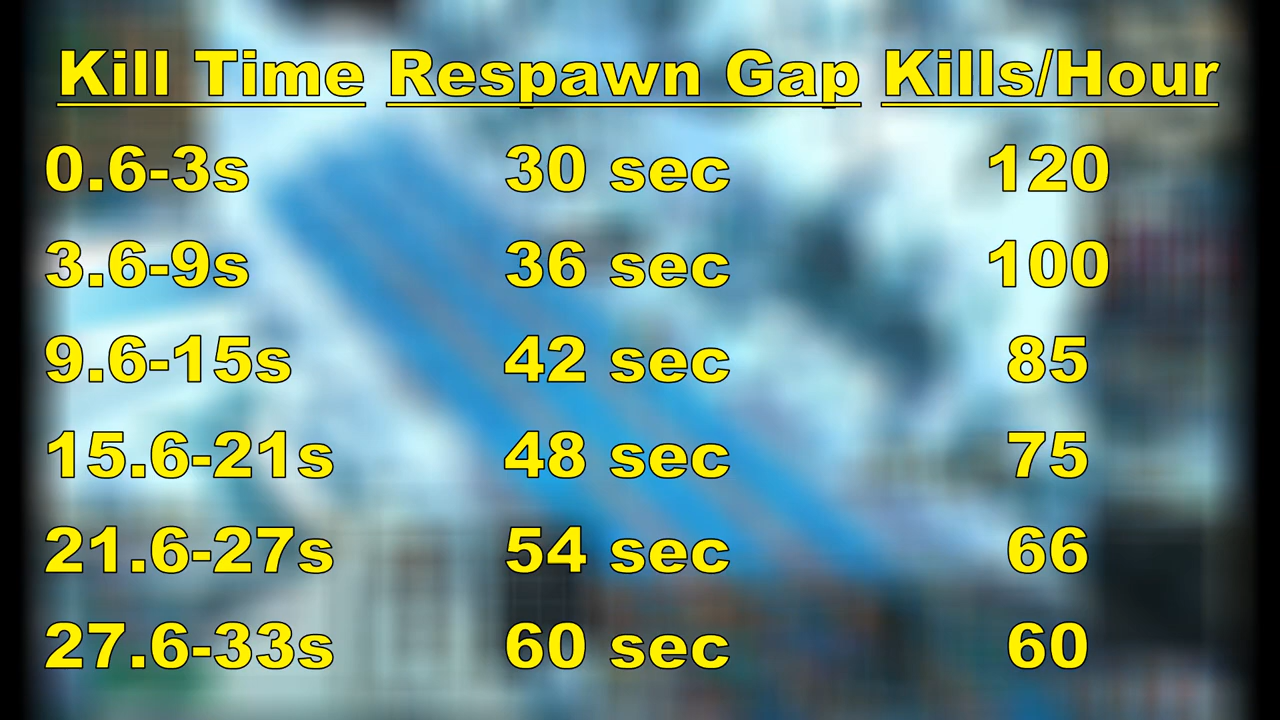 Kill Time Respawn Gap Kills/Hour
0.6-3s 30 sec 120
3.6-9s 36 sec 100
9.6-15s 42 sec 85
15.6-21s 48 sec 75
21.6-27s 54 sec 66
27.6-33s 60 sec 60